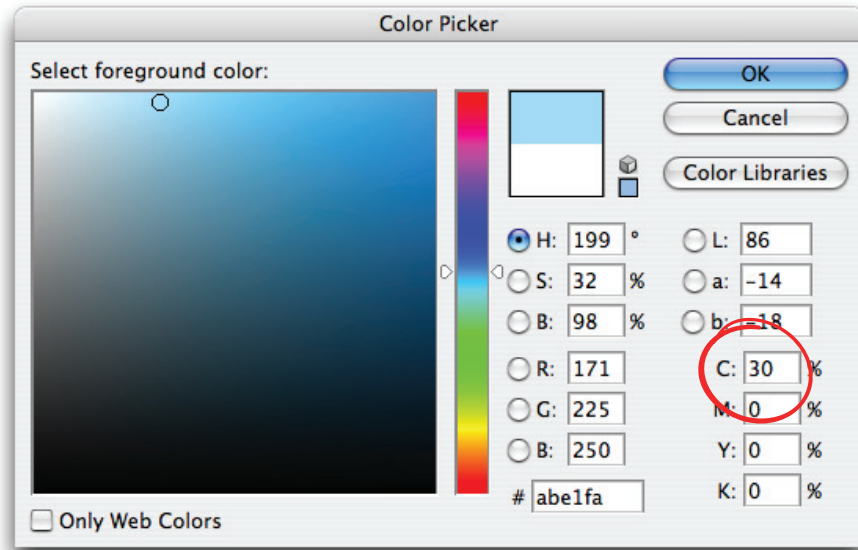 Color Picker
Select foreground color:
OK
Cancel
Color Libraries
H: 199 °
L: 86
S: 32 %
a: -14
B: 98 %
b: -18
R: 171
C: 30 %
G: 225
M: 0 %
B: 250
Y: 0 %
# abe1fa
K: 0 %
Only Web Colors